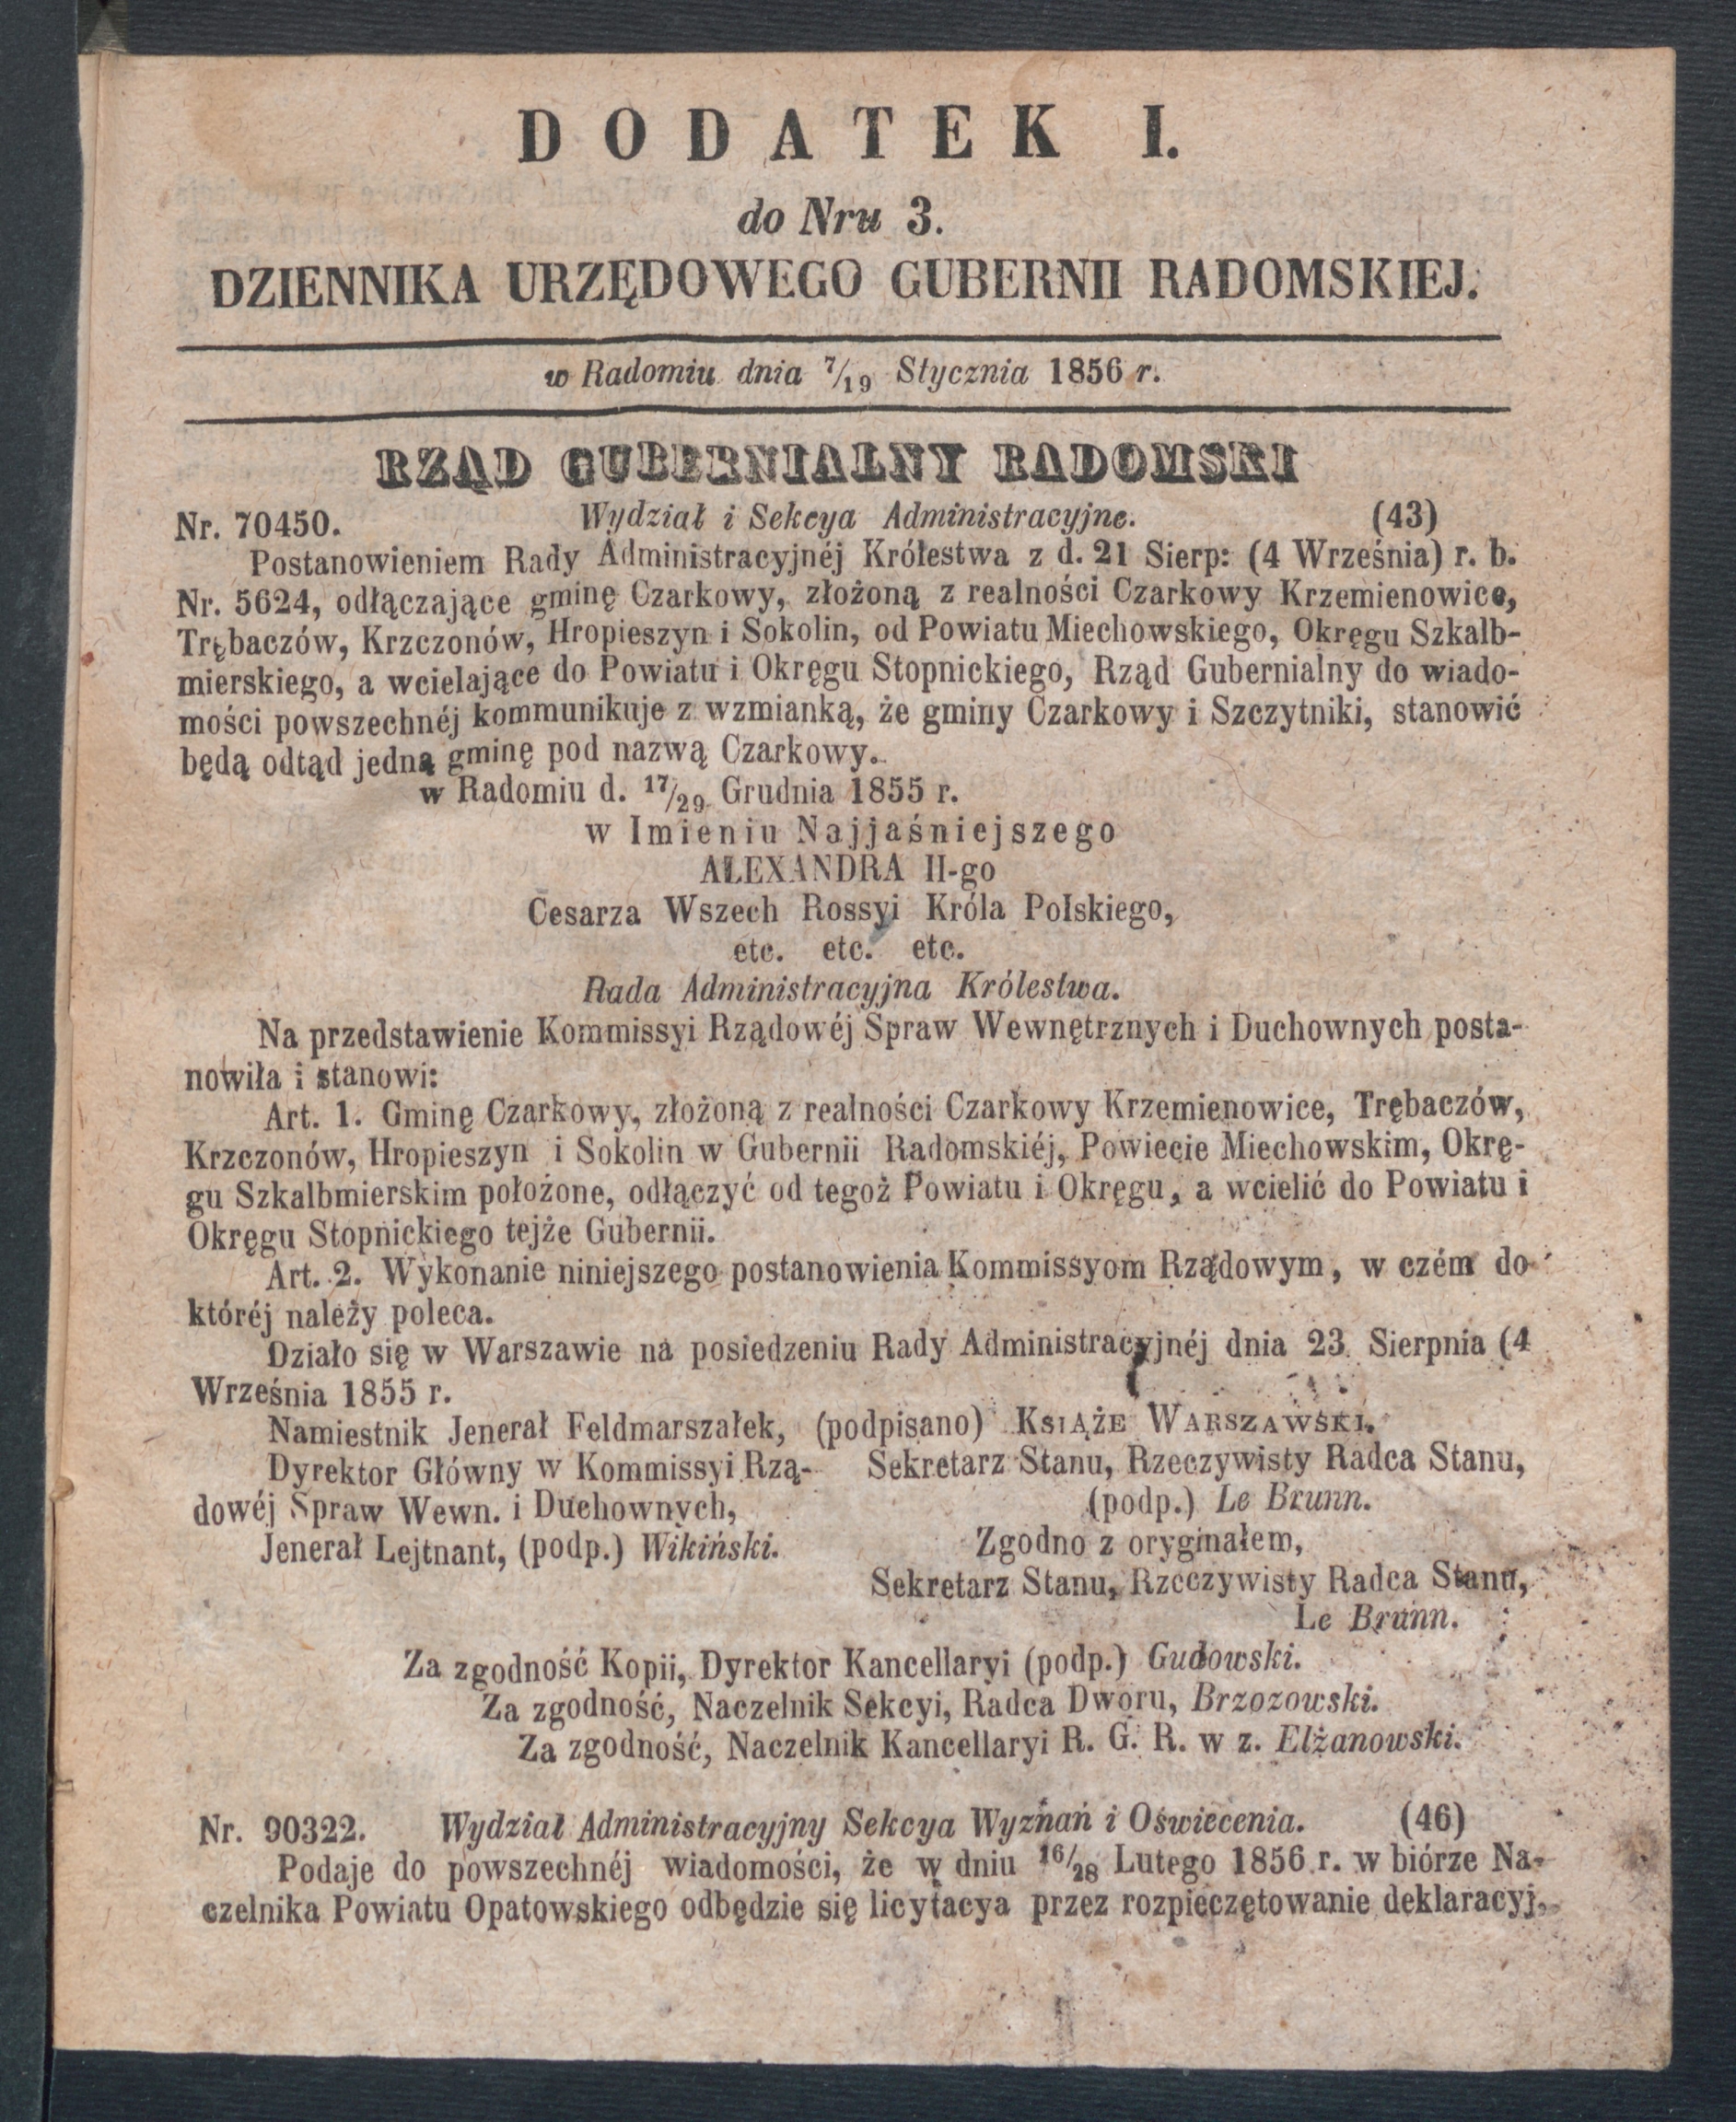 DODATEK I.
do Nru 3.
DZIENNIKA URZĘDOWEGO GUBERNII RADOMSKIEJ.
w Radomiu dnia 7/19 Stycznia 1856 r.
RZĄD GUBERNIALNY RADOMSKI
Nr. 70450. Wydział i Sekcya Administracyjne. (43)
Postanowieniem Rady Administracyjnéj Królestwa z d. 21 Sierp: (4 Września) r. b.
Nr. 5624, odłączające gminę Czarkowy, złożoną z realności Czarkowy Krzemienowice,
Trębaczów, Krzczonów, Hropieszyn i Sokolin, od Powiatu Miechowskiego, Okręgu Szkalb-
mierskiego, a wcielające do Powiatu i Okręgu Stopnickiego, Rząd Gubernialny do wiado-
mości powszechnéj kommunikuje z wzmianką, że gminy Czarkowy i Szczytniki, stanowić
będą odtąd jedną gminę pod nazwą Czarkowy.
w Radomiu d. 17/29 Grudnia 1855 r.
w Imieniu Najjaśniejszego
ALEXANDRA II-go
Cesarza Wszech Rossyi Króla Polskiego,
etc. etc. etc.
Rada Administracyjna Królestwa.
Na przedstawienie Kommissyi Rządowéj Spraw Wewnętrznych i Duchownych posta-
nowiła i stanowi:
Art. 1. Gminę Czarkowy, złożoną z realności Czarkowy Krzemienowice, Trębaczów,
Krzczonów, Hropieszyn i Sokolin w Gubernii Radomskiéj, Powiecie Miechowskim, Okrę-
gu Szkalbmierskim położone, odłączyć od tegoż Powiatu i Okręgu, a wcielić do Powiatu i
Okręgu Stopnickiego tejże Gubernii.
Art. 2. Wykonanie niniejszego postanowienia Kommissyom Rządowym, w czém do
któréj należy poleca.
Działo się w Warszawie na posiedzeniu Rady Administracyjnéj dnia 23 Sierpnia (4
Września 1855 r.
Namiestnik Jenerał Feldmarszałek, (podpisano) KSIĄŻE WARSZAWSKI.
Dyrektor Główny w Kommissyi Rzą-
dowéj Spraw Wewn. i Duchownych,
Jenerał Lejtnant, (podp.) Wikiński.
Sekretarz Stanu, Rzeczywisty Radca Stanu,
(podp.) Le Brunn.
Zgodno z oryginałem,
Sekretarz Stanu, Rzeczywisty Radca Stanu,
Le Brunn.
Za zgodność Kopii, Dyrektor Kancellaryi (podp.) Gudowski.
Za zgodność, Naczelnik Sekcyi, Radca Dworu, Brzozowski.
Za zgodność, Naczelnik Kancellaryi R. G. R. w z. Elżanowski.
Nr. 90322. Wydział Administracyjny Sekcya Wyznań i Oświecenia. (46)
Podaje do powszechnéj wiadomości, że w dniu 16/28 Lutego 1856 r. w biórze Na-
czelnika Powiatu Opatowskiego odbędzie się licytacya przez rozpieczętowanie deklaracyj,